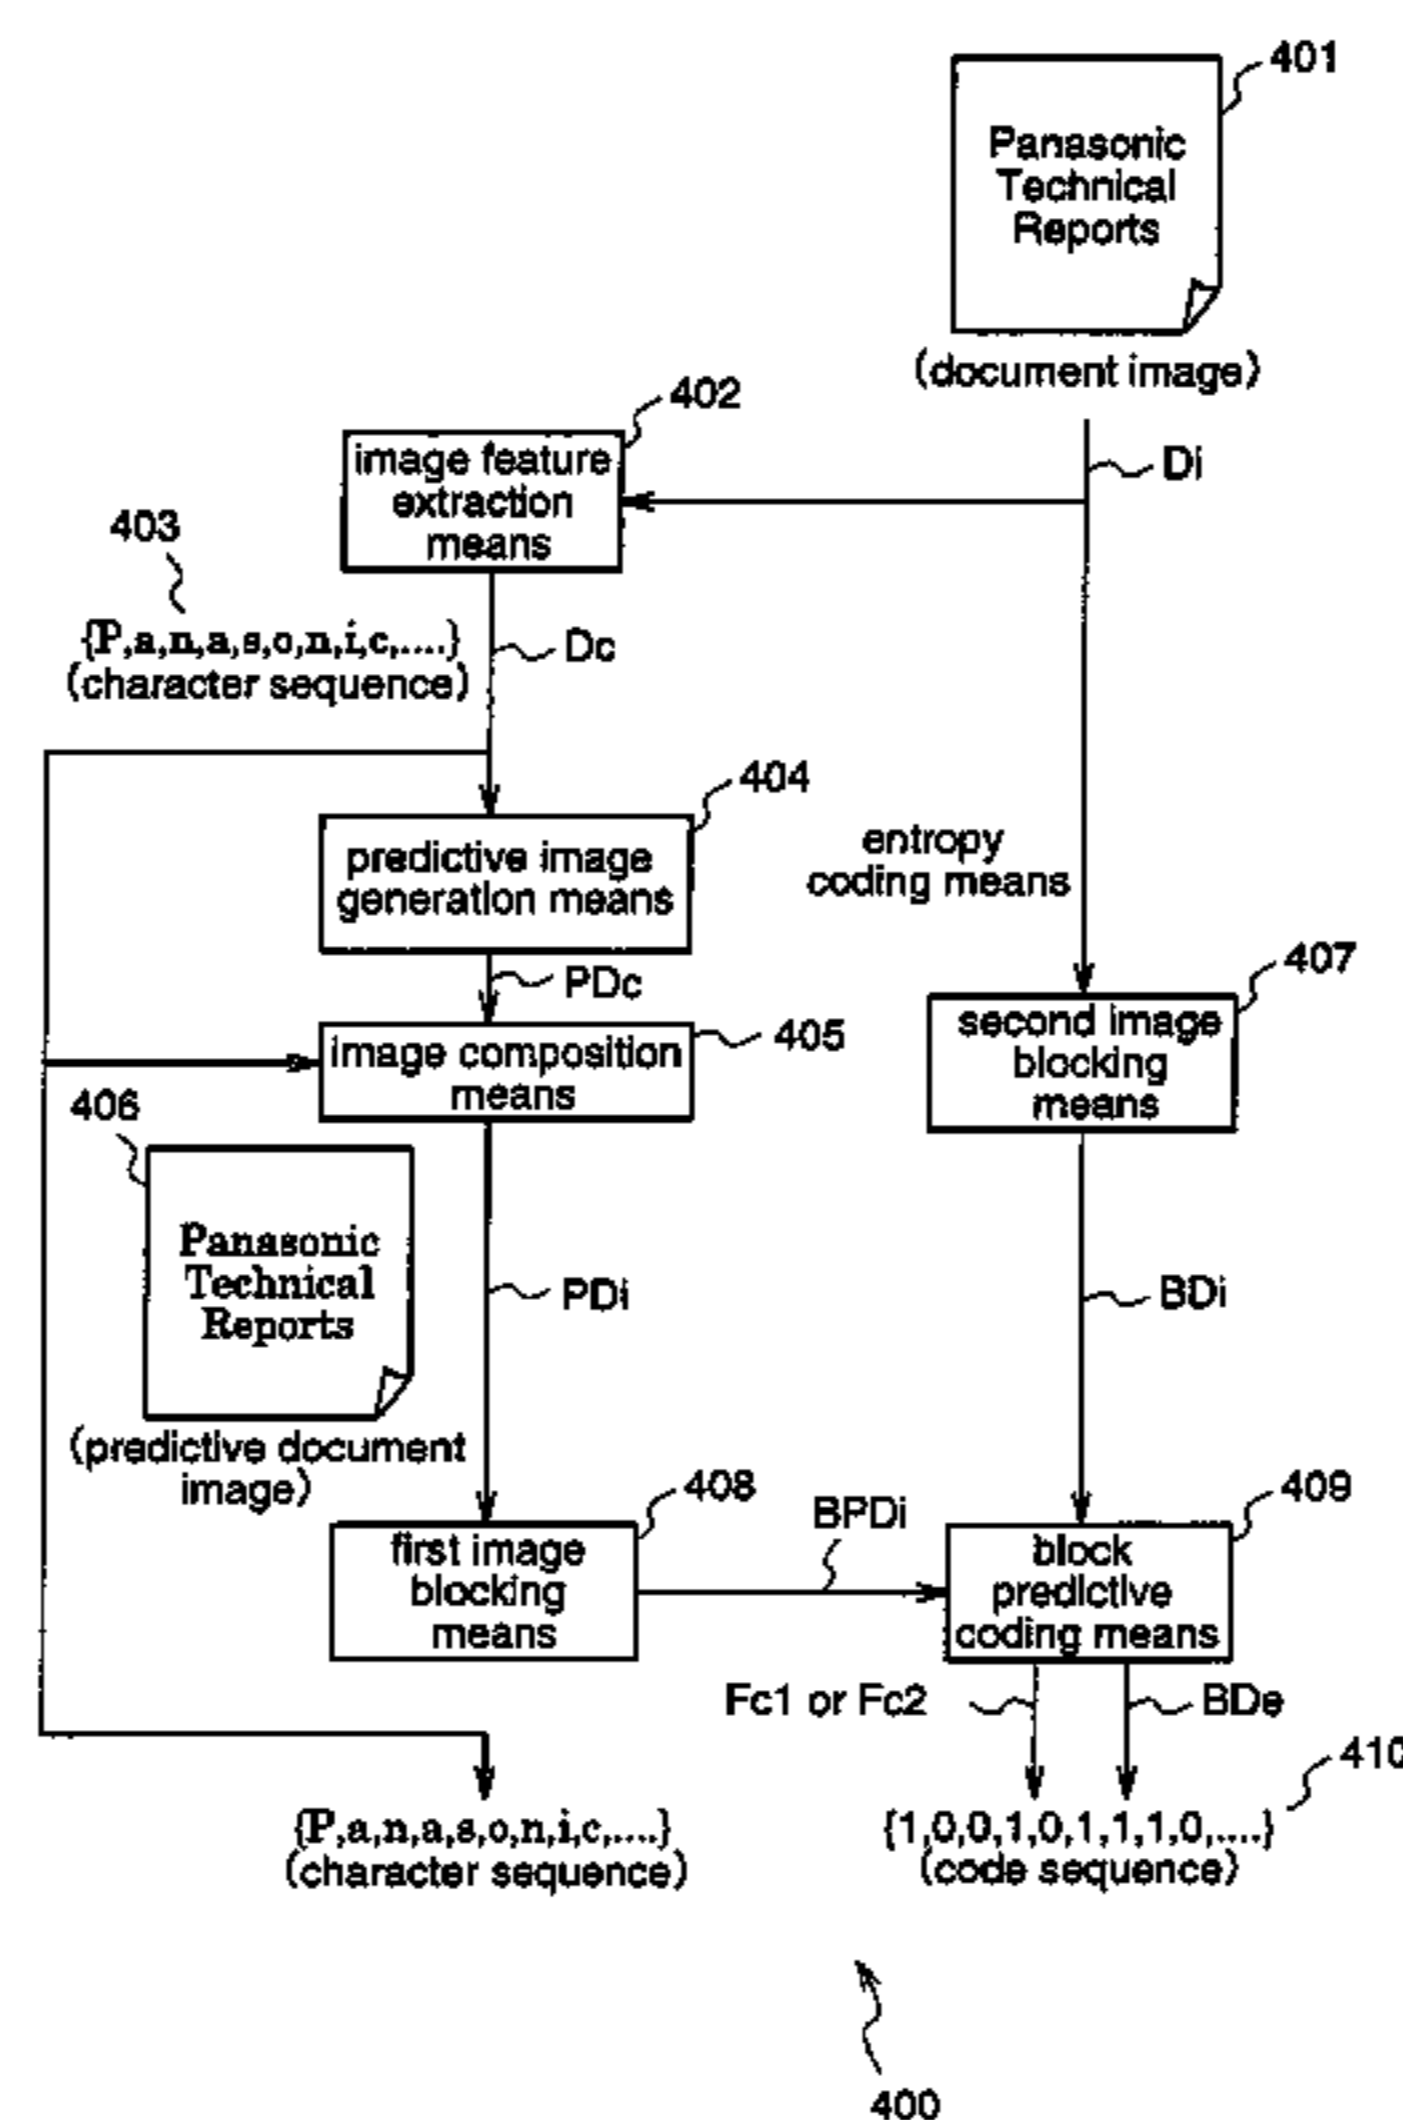 401
Panasonic
Technical
Reports
(document image)
402
Di
image feature
extraction
means
403
{P,a,n,a,s,o,n,i,c,....}
(character sequence)
Dc
404
predictive image
generation means
entropy
coding means
PDc
407
405
image composition
means
second image
blocking
means
406
Panasonic
Technical
Reports
PDi
BDi
(predictive document
image)
408
BPDi
409
first image
blocking
means
block
predictive
coding means
Fc1 or Fc2
BDe
410
{P,a,n,a,s,o,n,i,c,....}
(character sequence)
{1,0,0,1,0,1,1,1,0,....}
(code sequence)
400